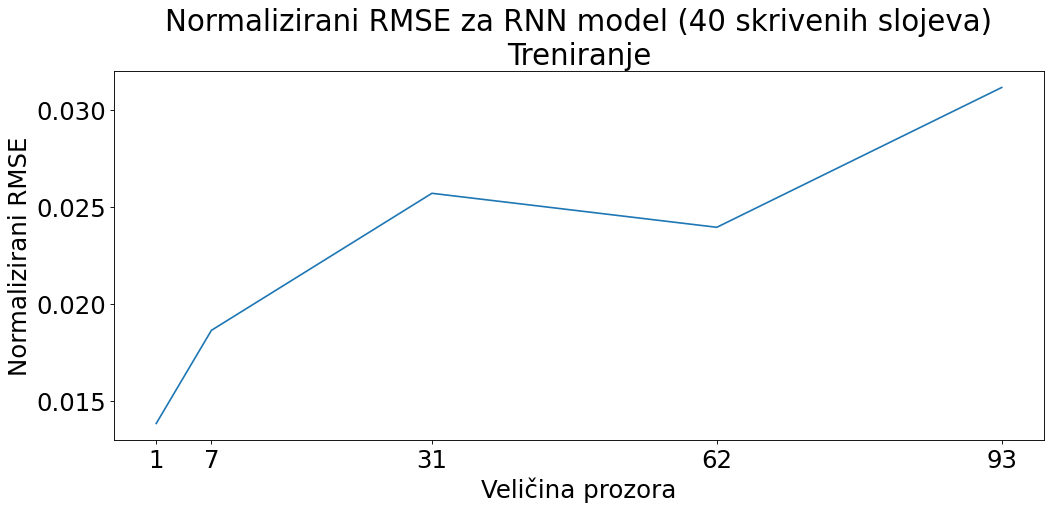 Normalizirani RMSE za RNN model (40 skrivenih slojeva)
Treniranje
Normalizirani RMSE
0.030
0.025
0.020
0.015
1 7 31 62 93
Veličina prozora